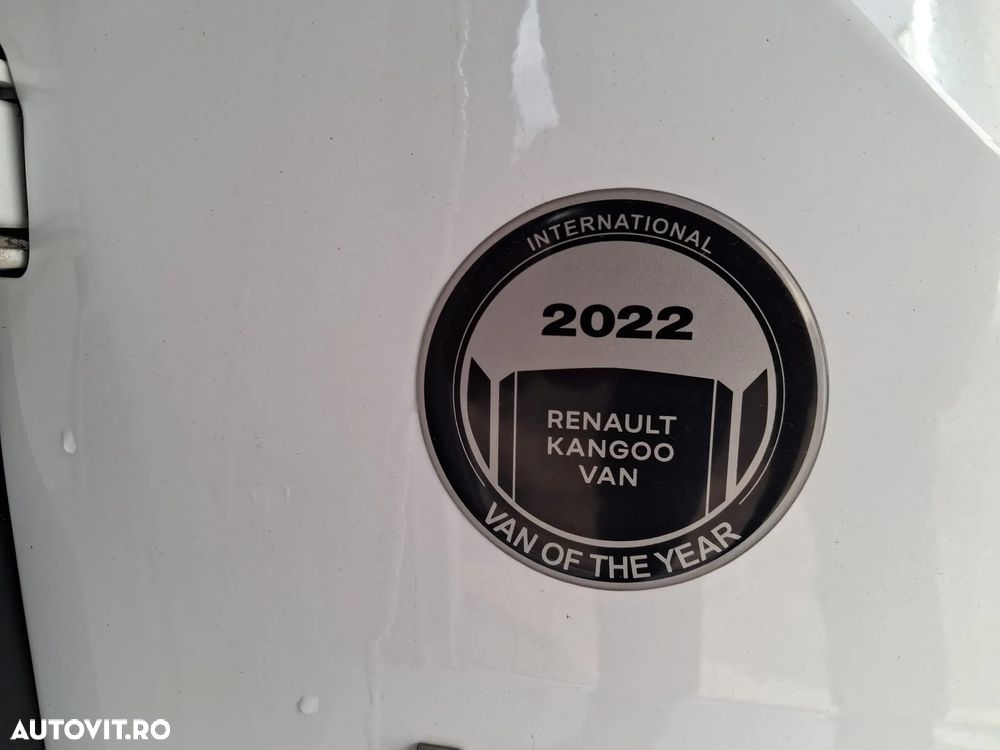 INTERNATIONAL
2022
RENAULT
KANGOO
VAN
VAN OF THE YEAR
AUTOVIT.RO